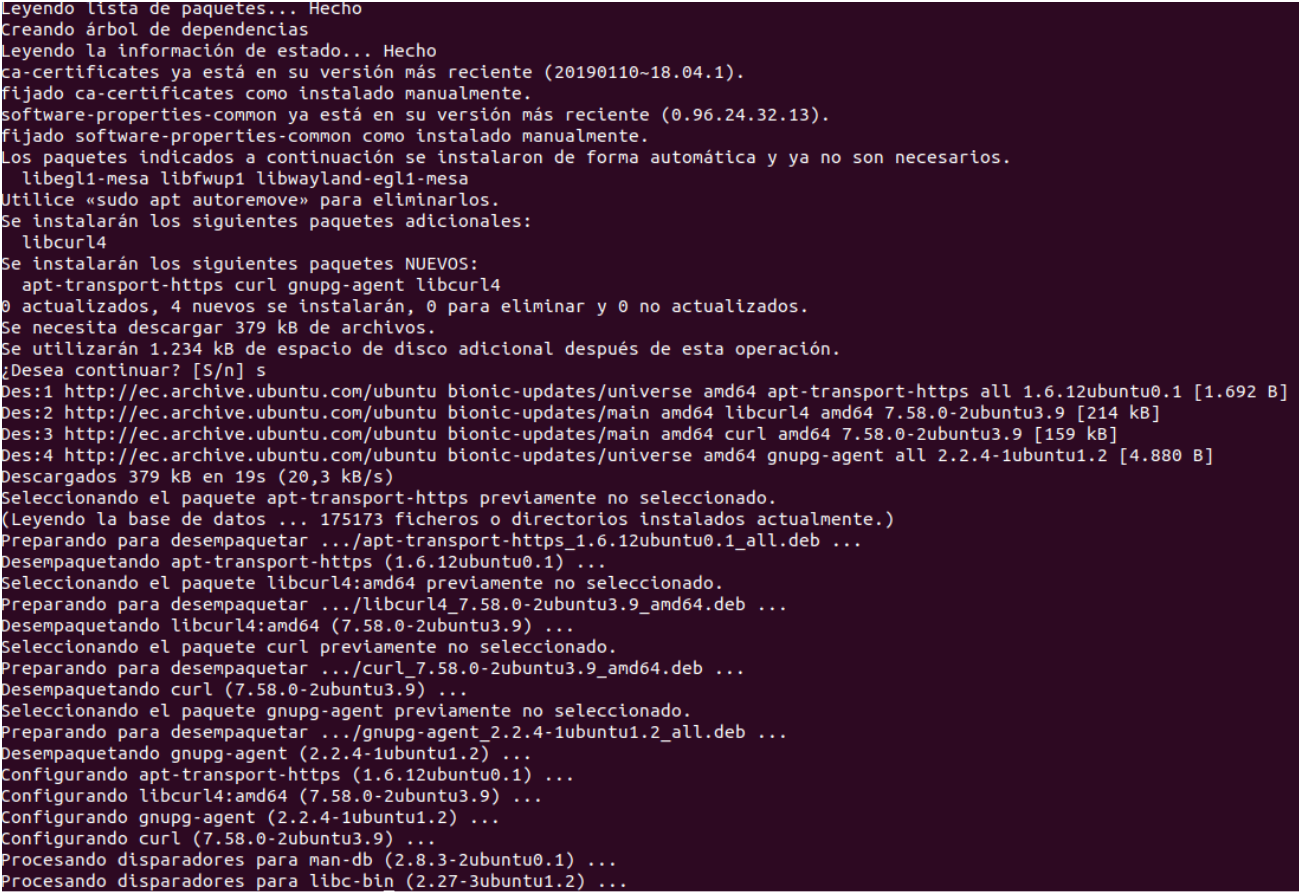 Leyendo lista de paquetes... Hecho
Creando árbol de dependencias
Leyendo la información de estado... Hecho
ca-certificates ya está en su versión más reciente (20190110~18.04.1).
fijado ca-certificates como instalado manualmente.
software-properties-common ya está en su versión más reciente (0.96.24.32.13).
fijado software-properties-common como instalado manualmente.
Los paquetes indicados a continuación se instalaron de forma automática y ya no son necesarios.
  libegl1-mesa libfwup1 libwayland-egl1-mesa
Utilice «sudo apt autoremove» para eliminarlos.
Se instalarán los siguientes paquetes adicionales:
  libcurl4
Se instalarán los siguientes paquetes NUEVOS:
  apt-transport-https curl gnupg-agent libcurl4
0 actualizados, 4 nuevos se instalarán, 0 para eliminar y 0 no actualizados.
Se necesita descargar 379 kB de archivos.
Se utilizarán 1.234 kB de espacio de disco adicional después de esta operación.
¿Desea continuar? [S/n] s
Des:1 http://ec.archive.ubuntu.com/ubuntu bionic-updates/universe amd64 apt-transport-https all 1.6.12ubuntu0.1 [1.692 B]
Des:2 http://ec.archive.ubuntu.com/ubuntu bionic-updates/main amd64 libcurl4 amd64 7.58.0-2ubuntu3.9 [214 kB]
Des:3 http://ec.archive.ubuntu.com/ubuntu bionic-updates/main amd64 curl amd64 7.58.0-2ubuntu3.9 [159 kB]
Des:4 http://ec.archive.ubuntu.com/ubuntu bionic-updates/universe amd64 gnupg-agent all 2.2.4-1ubuntu1.2 [4.880 B]
Descargados 379 kB en 19s (20,3 kB/s)
Seleccionando el paquete apt-transport-https previamente no seleccionado.
(Leyendo la base de datos ... 175173 ficheros o directorios instalados actualmente.)
Preparando para desempaquetar .../apt-transport-https_1.6.12ubuntu0.1_all.deb ...
Desempaquetando apt-transport-https (1.6.12ubuntu0.1) ...
Seleccionando el paquete libcurl4:amd64 previamente no seleccionado.
Preparando para desempaquetar .../libcurl4_7.58.0-2ubuntu3.9_amd64.deb ...
Desempaquetando libcurl4:amd64 (7.58.0-2ubuntu3.9) ...
Seleccionando el paquete curl previamente no seleccionado.
Preparando para desempaquetar .../curl_7.58.0-2ubuntu3.9_amd64.deb ...
Desempaquetando curl (7.58.0-2ubuntu3.9) ...
Seleccionando el paquete gnupg-agent previamente no seleccionado.
Preparando para desempaquetar .../gnupg-agent_2.2.4-1ubuntu1.2_all.deb ...
Desempaquetando gnupg-agent (2.2.4-1ubuntu1.2) ...
Configurando apt-transport-https (1.6.12ubuntu0.1) ...
Configurando libcurl4:amd64 (7.58.0-2ubuntu3.9) ...
Configurando gnupg-agent (2.2.4-1ubuntu1.2) ...
Configurando curl (7.58.0-2ubuntu3.9) ...
Procesando disparadores para man-db (2.8.3-2ubuntu0.1) ...
Procesando disparadores para libc-bin (2.27-3ubuntu1.2) ...